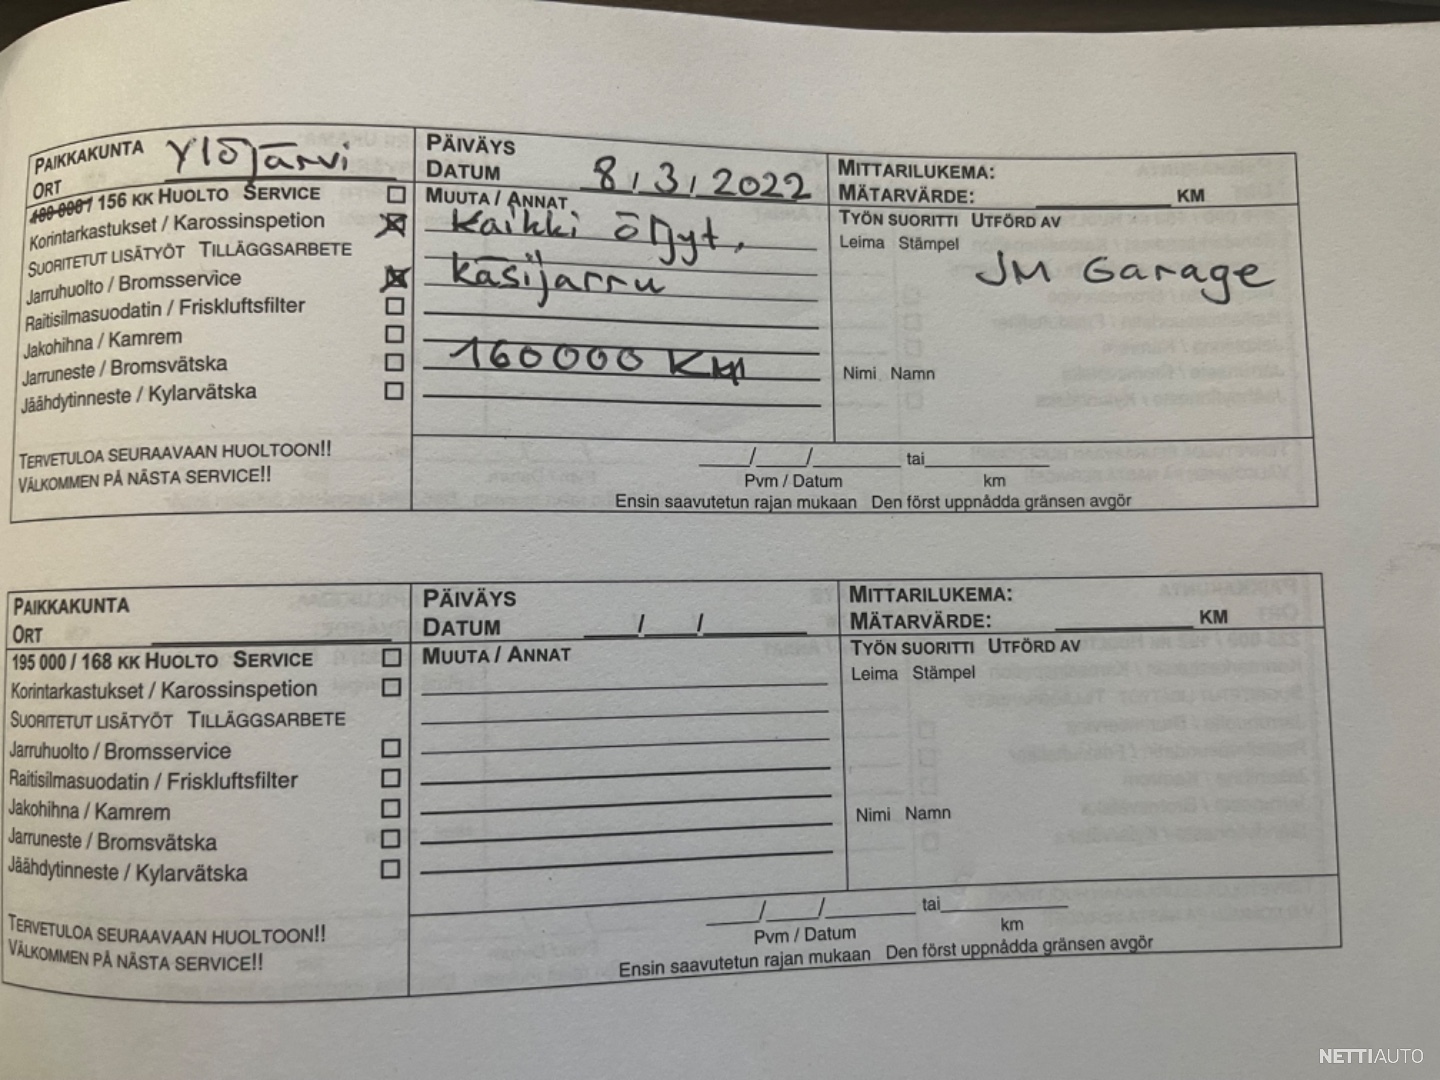 PAIKKAKUNTA Ylöjärvi
ORT
PÄIVÄYS
DATUM 8/3/2022
MITTARILUKEMA:
MÄTARVÄRDE: KM
156 KK HUOLTO SERVICE
MUUTA / ANNAT
TYÖN SUORITTI UTFÖRD AV
Korintarkastukset / Karossinspetion
Kaikki öljyt,
Leima Stämpel
SUORITETUT LISÄTYÖT TILLÄGGSARBETE
JM Garage
Jarruhuolto / Bromsservice
käsijarru
Raitisilmasuodatin / Friskluftsfilter
Jakohihna / Kamrem
160000 KM
Jarruneste / Bromsvätska
Nimi Namn
Jäähdytinneste / Kylarvätska
TERVETULOA SEURAAVAAN HUOLTOON!!
VÄLKOMMEN PÅ NÄSTA SERVICE!!
/ / tai
Pvm / Datum km
Ensin saavutetun rajan mukaan Den först uppnådda gränsen avgör
PAIKKAKUNTA
ORT
PÄIVÄYS
DATUM / /
MITTARILUKEMA:
MÄTARVÄRDE: KM
195 000 / 168 KK HUOLTO SERVICE
MUUTA / ANNAT
TYÖN SUORITTI UTFÖRD AV
Korintarkastukset / Karossinspetion
Leima Stämpel
SUORITETUT LISÄTYÖT TILLÄGGSARBETE
Jarruhuolto / Bromsservice
Raitisilmasuodatin / Friskluftsfilter
Jakohihna / Kamrem
Nimi Namn
Jarruneste / Bromsvätska
Jäähdytinneste / Kylarvätska
TERVETULOA SEURAAVAAN HUOLTOON!!
VÄLKOMMEN PÅ NÄSTA SERVICE!!
/ / tai
Pvm / Datum km
Ensin saavutetun rajan mukaan Den först uppnådda gränsen avgör
NETTIAUTO